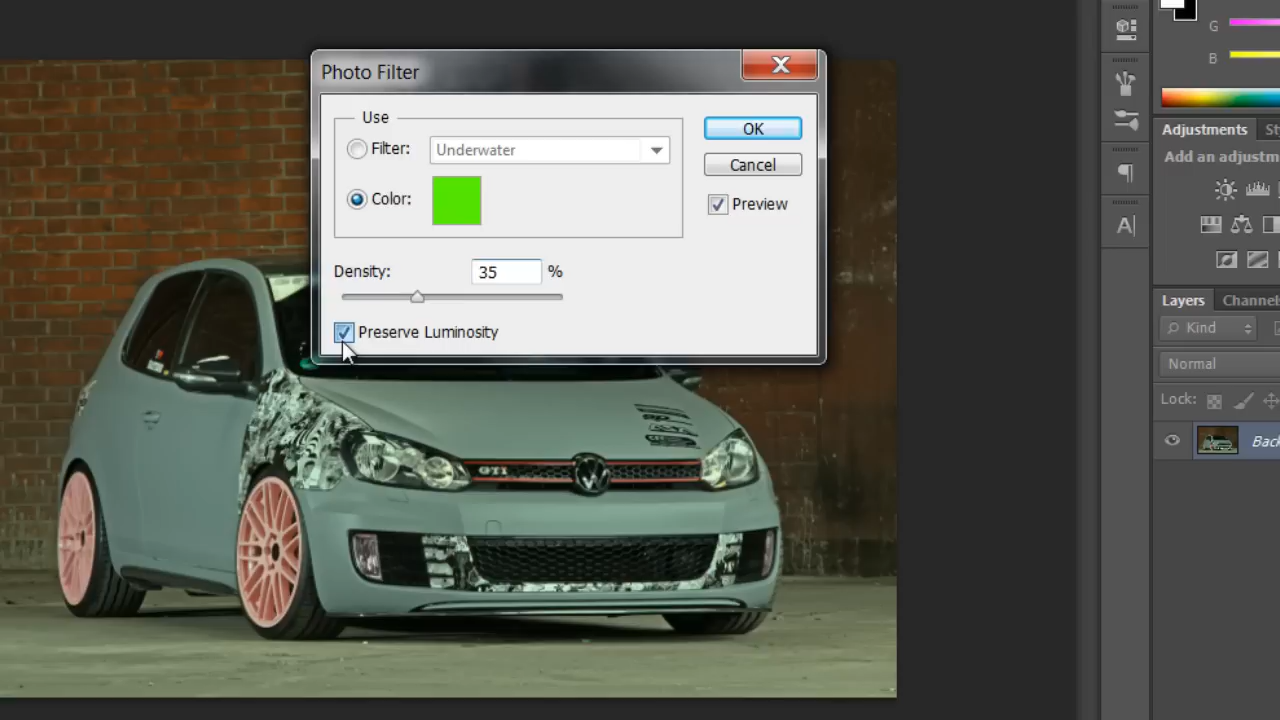 Photo Filter
Use
Filter: Underwater
Color:
Density: 35 %
Preserve Luminosity
OK
Cancel
Preview
G
B
Adjustments St
Add an adjustm
Layers Channel
Kind
Normal
Lock:
Back
GTI